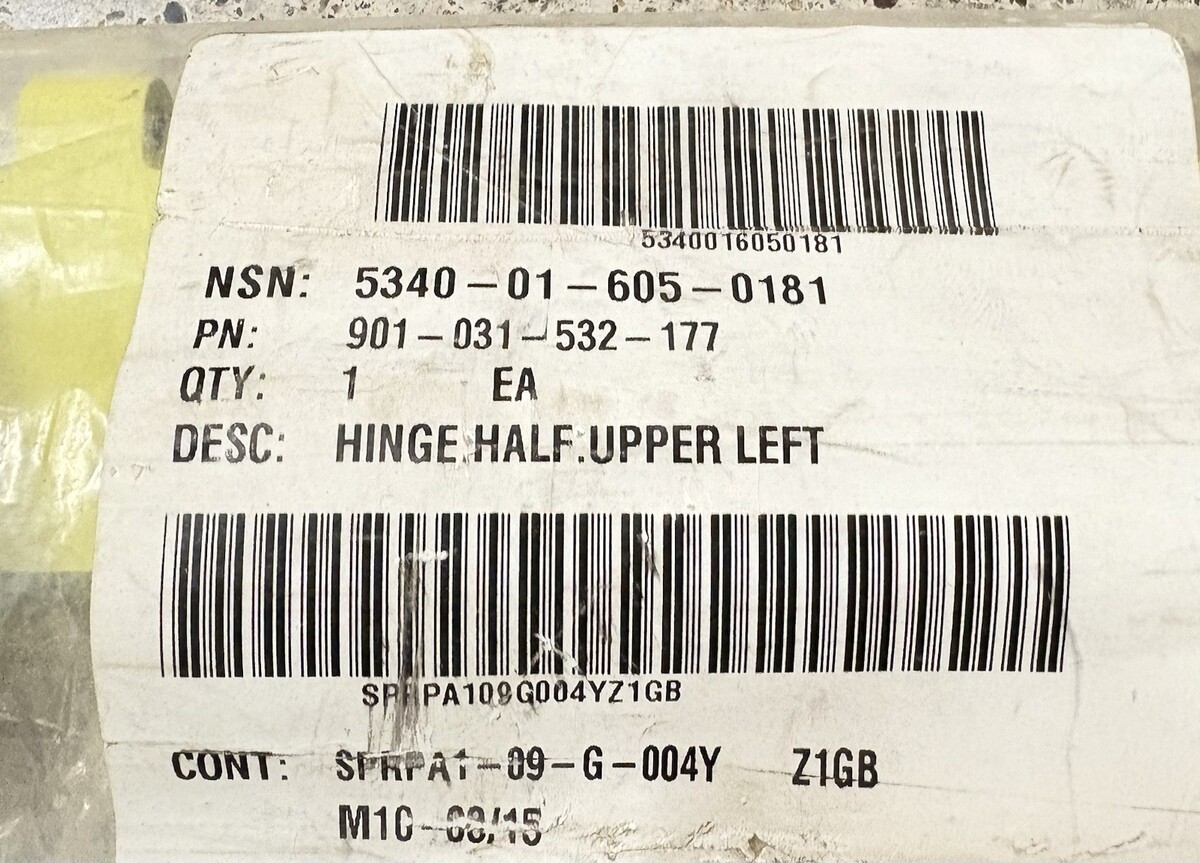 5340016050181
NSN: 5340-01-605-0181
PN: 901-031-532-177
QTY: 1 EA
DESC: HINGE,HALF,UPPER LEFT
SPRPA109G004YZ1GB
CONT: SPRPA1-09-G-004Y Z1GB